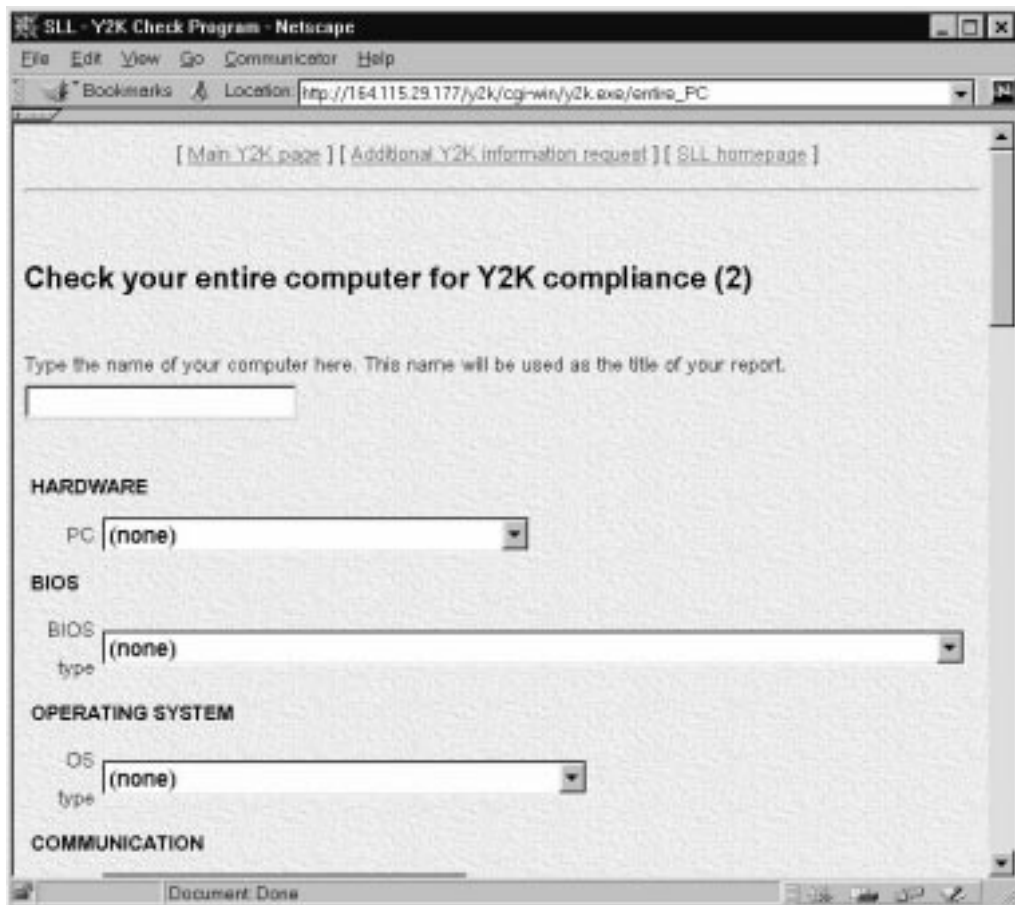 SLL - Y2K Check Program - Netscape
File Edit View Go Communicator Help
Bookmarks Location: http://164.115.29.177/y2k/cgi-win/y2k.exe/entire_PC
[ Main Y2K page ] [ Additional Y2K information request ] [ SLL homepage ]
Check your entire computer for Y2K compliance (2)
Type the name of your computer here. This name will be used as the title of your report.
HARDWARE
PC (none)
BIOS
BIOS type (none)
OPERATING SYSTEM
OS type (none)
COMMUNICATION
Document: Done